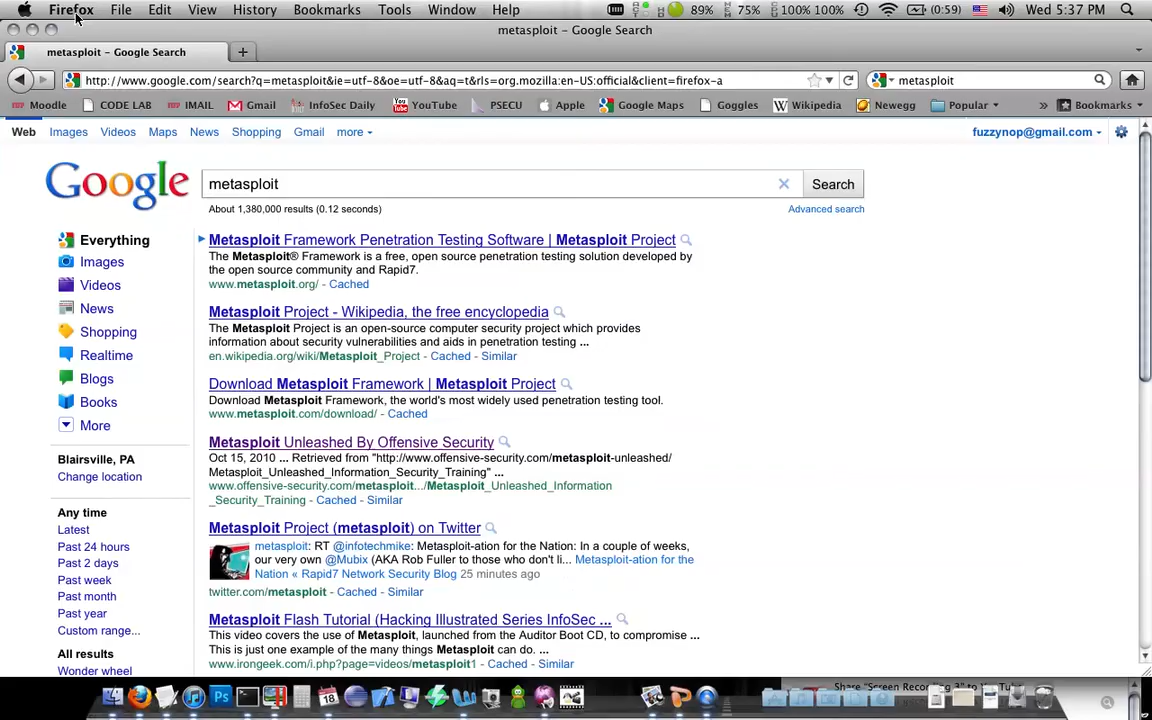 Firefox File Edit View History Bookmarks Tools Window Help 89% 75% 100% 100% (0:59) Wed 5:37 PM
metasploit – Google Search
metasploit – Google Search
http://www.google.com/search?q=metasploit&ie=utf-8&oe=utf-8&aq=t&rls=org.mozilla:en-US:official&client=firefox-a metasploit
Moodle CODE LAB IMAIL Gmail InfoSec Daily YouTube PSECU Apple Google Maps Goggles Wikipedia Newegg Popular » Bookmarks
Web Images Videos Maps News Shopping Gmail more fuzzynop@gmail.com
Google metasploit Search
About 1,380,000 results (0.12 seconds) Advanced search
Everything
Images
Videos
News
Shopping
Realtime
Blogs
Books
More
Blairsville, PA
Change location
Any time
Latest
Past 24 hours
Past 2 days
Past week
Past month
Past year
Custom range...
All results
Wonder wheel
Metasploit Framework Penetration Testing Software | Metasploit Project
The Metasploit® Framework is a free, open source penetration testing solution developed by
the open source community and Rapid7.
www.metasploit.org/ - Cached
Metasploit Project - Wikipedia, the free encyclopedia
The Metasploit Project is an open-source computer security project which provides
information about security vulnerabilities and aids in penetration testing ...
en.wikipedia.org/wiki/Metasploit_Project - Cached - Similar
Download Metasploit Framework | Metasploit Project
Download Metasploit Framework, the world's most widely used penetration testing tool.
www.metasploit.com/download/ - Cached
Metasploit Unleashed By Offensive Security
Oct 15, 2010 ... Retrieved from "http://www.offensive-security.com/metasploit-unleashed/
Metasploit_Unleashed_Information_Security_Training" ...
www.offensive-security.com/metasploit.../Metasploit_Unleashed_Information
_Security_Training - Cached - Similar
Metasploit Project (metasploit) on Twitter
metasploit: RT @infotechmike: Metasploit-ation for the Nation: In a couple of weeks,
our very own @Mubix (AKA Rob Fuller to those who don't li... Metasploit-ation for the
Nation « Rapid7 Network Security Blog 25 minutes ago
twitter.com/metasploit - Cached - Similar
Metasploit Flash Tutorial (Hacking Illustrated Series InfoSec ...
This video covers the use of Metasploit, launched from the Auditor Boot CD, to compromise ...
This is just one example of the many things Metasploit can do. ...
www.irongeek.com/i.php?page=videos/metasploit1 - Cached - Similar
Share "Screen Recording 3" to
18